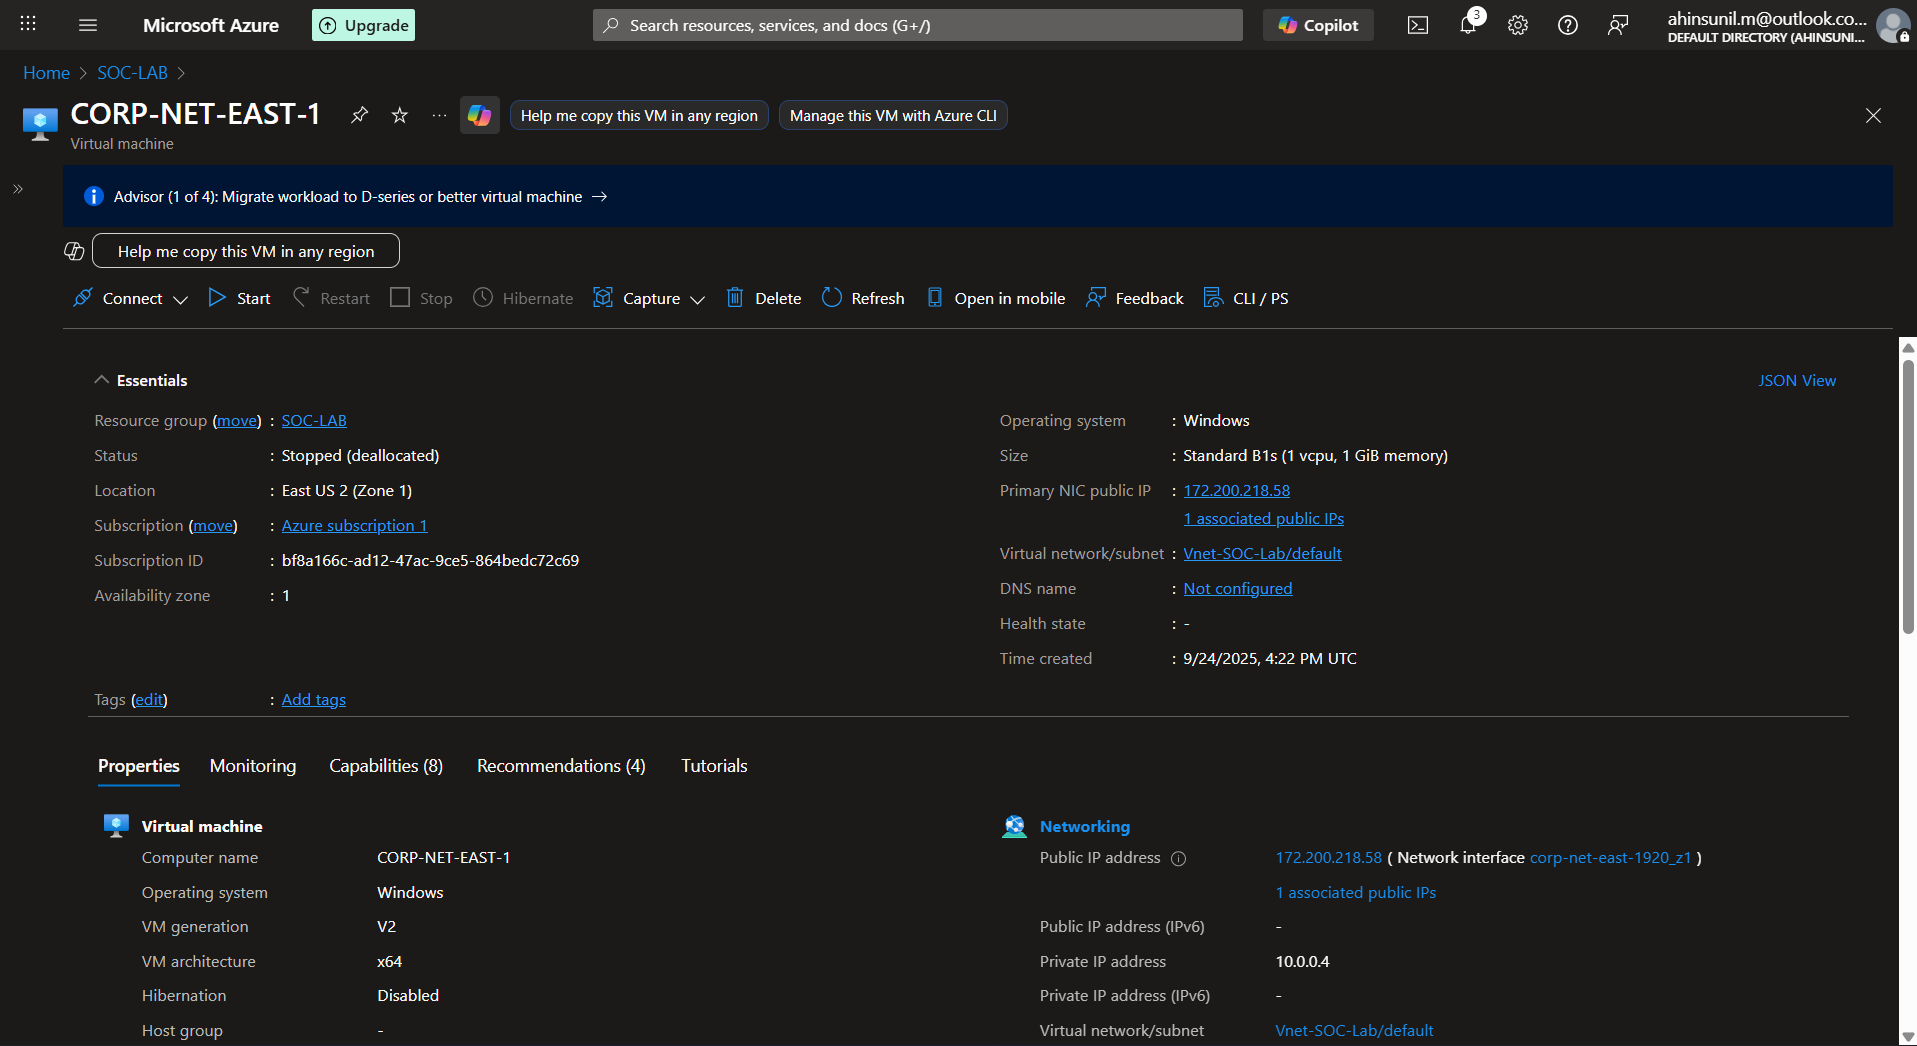 Microsoft Azure
Upgrade
Search resources, services, and docs (G+/)
Copilot
3
ahinsunil.m@outlook.co...
DEFAULT DIRECTORY (AHINSUNI...
Home > SOC-LAB >
CORP-NET-EAST-1
...
Help me copy this VM in any region
Manage this VM with Azure CLI
Virtual machine
Advisor (1 of 4): Migrate workload to D-series or better virtual machine →
Help me copy this VM in any region
Connect
Start
Restart
Stop
Hibernate
Capture
Delete
Refresh
Open in mobile
Feedback
CLI / PS
Essentials
JSON View
Resource group (move) : SOC-LAB
Status : Stopped (deallocated)
Location : East US 2 (Zone 1)
Subscription (move) : Azure subscription 1
Subscription ID : bf8a166c-ad12-47ac-9ce5-864bedc72c69
Availability zone : 1
Operating system : Windows
Size : Standard B1s (1 vcpu, 1 GiB memory)
Primary NIC public IP : 172.200.218.58
1 associated public IPs
Virtual network/subnet : Vnet-SOC-Lab/default
DNS name : Not configured
Health state : -
Time created : 9/24/2025, 4:22 PM UTC
Tags (edit) : Add tags
Properties
Monitoring
Capabilities (8)
Recommendations (4)
Tutorials
Virtual machine
Computer name CORP-NET-EAST-1
Operating system Windows
VM generation V2
VM architecture x64
Hibernation Disabled
Host group -
Networking
Public IP address 172.200.218.58 ( Network interface corp-net-east-1920_z1 )
1 associated public IPs
Public IP address (IPv6) -
Private IP address 10.0.0.4
Private IP address (IPv6) -
Virtual network/subnet Vnet-SOC-Lab/default